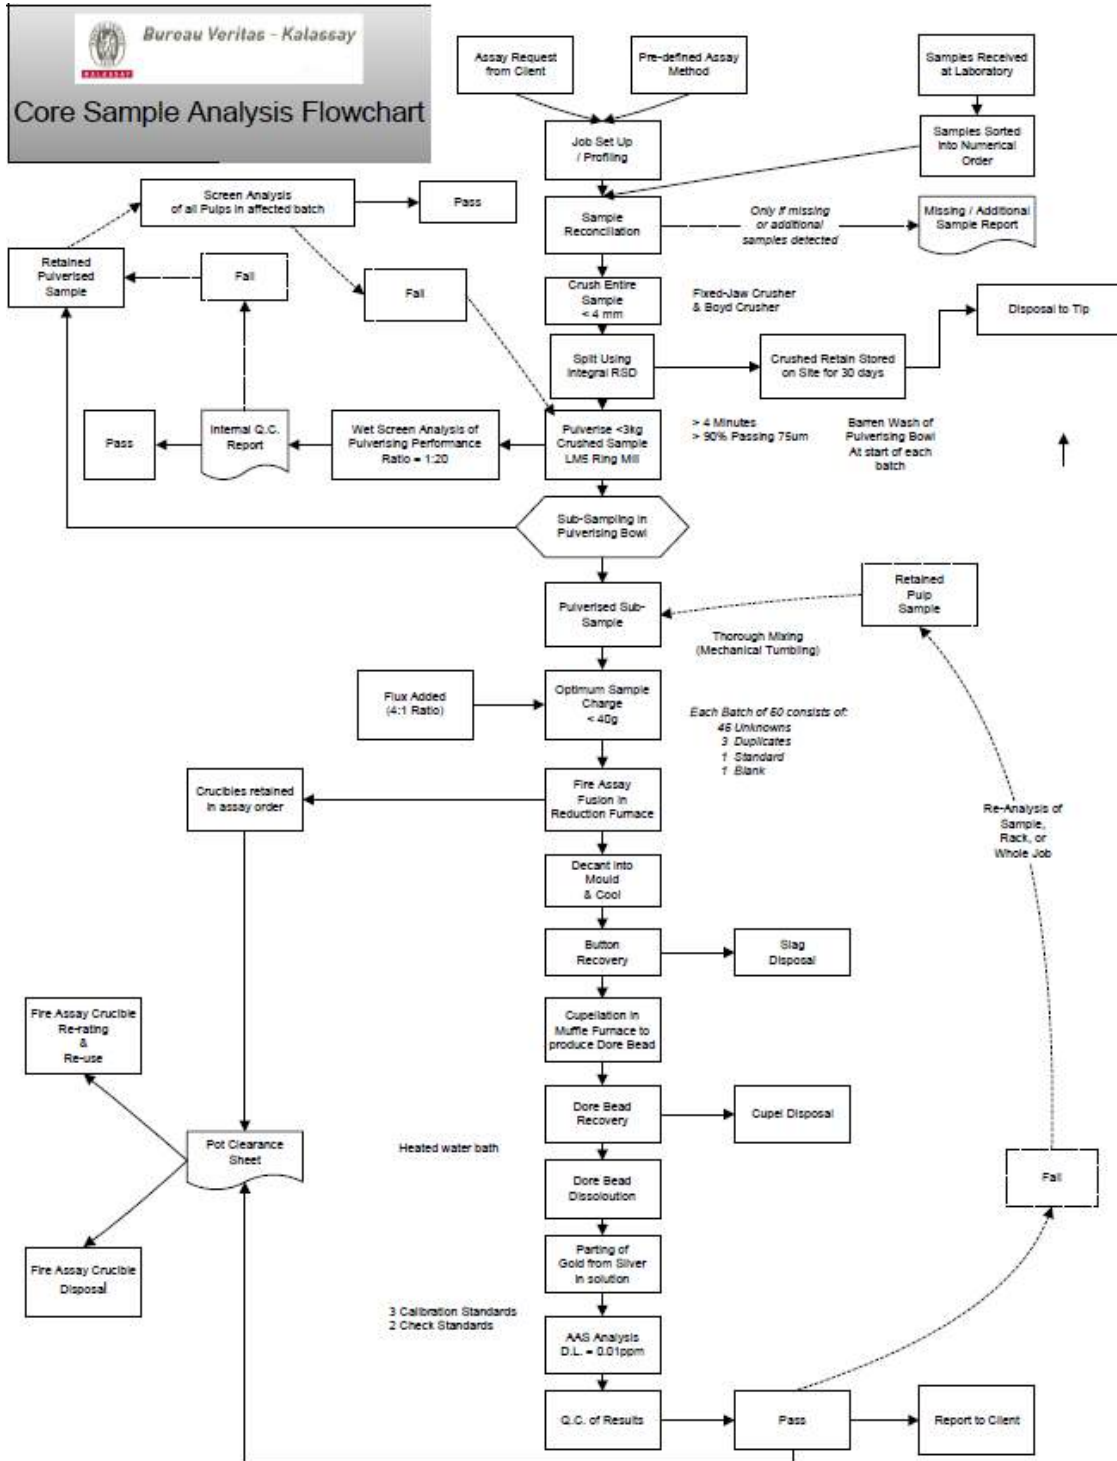 Bureau Veritas - Kalassay
KALASSAY
Core Sample Analysis Flowchart
Assay Request
from Client
Pre-defined Assay
Method
Samples Received
at Laboratory
Job Set Up
/ Profiling
Samples Sorted
Into Numerical
Order
Screen Analysis
of all Pulps in affected batch
Pass
Sample
Reconciliation
Only if missing
or additional
samples detected
Missing / Additional
Sample Report
Retained
Pulverised
Sample
Fail
Fail
Crush Entire
Sample
< 4 mm
Fixed-Jaw Crusher
& Boyd Crusher
Disposal to Tip
Split Using
Integral RSD
Crushed Retain Stored
on Site for 30 days
Pass
Internal Q.C.
Report
Wet Screen Analysis of
Pulverising Performance
Ratio = 1:20
Pulverise <3kg
Crushed Sample
LM5 Ring Mill
> 4 Minutes
> 90% Passing 75um
Barren Wash of
Pulverising Bowl
At start of each
batch
Sub-Sampling in
Pulverising Bowl
Pulverised Sub-
Sample
Retained
Pulp
Sample
Thorough Mixing
(Mechanical Tumbling)
Flux Added
(4:1 Ratio)
Optimum Sample
Charge
< 40g
Each Batch of 50 consists of:
45 Unknowns
3 Duplicates
1 Standard
1 Blank
Crucibles retained
in assay order
Fire Assay
Fusion in
Reduction Furnace
Re-Analysis of
Sample,
Rack, or
Whole Job
Decant into
Mould
& Cool
Button
Recovery
Slag
Disposal
Fire Assay Crucible
Re-rating
&
Re-use
Cupellation in
Muffle Furnace to
produce Dore Bead
Dore Bead
Recovery
Cupel Disposal
Pot Clearance
Sheet
Heated water bath
Dore Bead
Dissoloution
Fail
Fire Assay Crucible
Disposal
Parting of
Gold from Silver
in solution
3 Calibration Standards
2 Check Standards
AAS Analysis
D.L. = 0.01ppm
Q.C. of Results
Pass
Report to Client